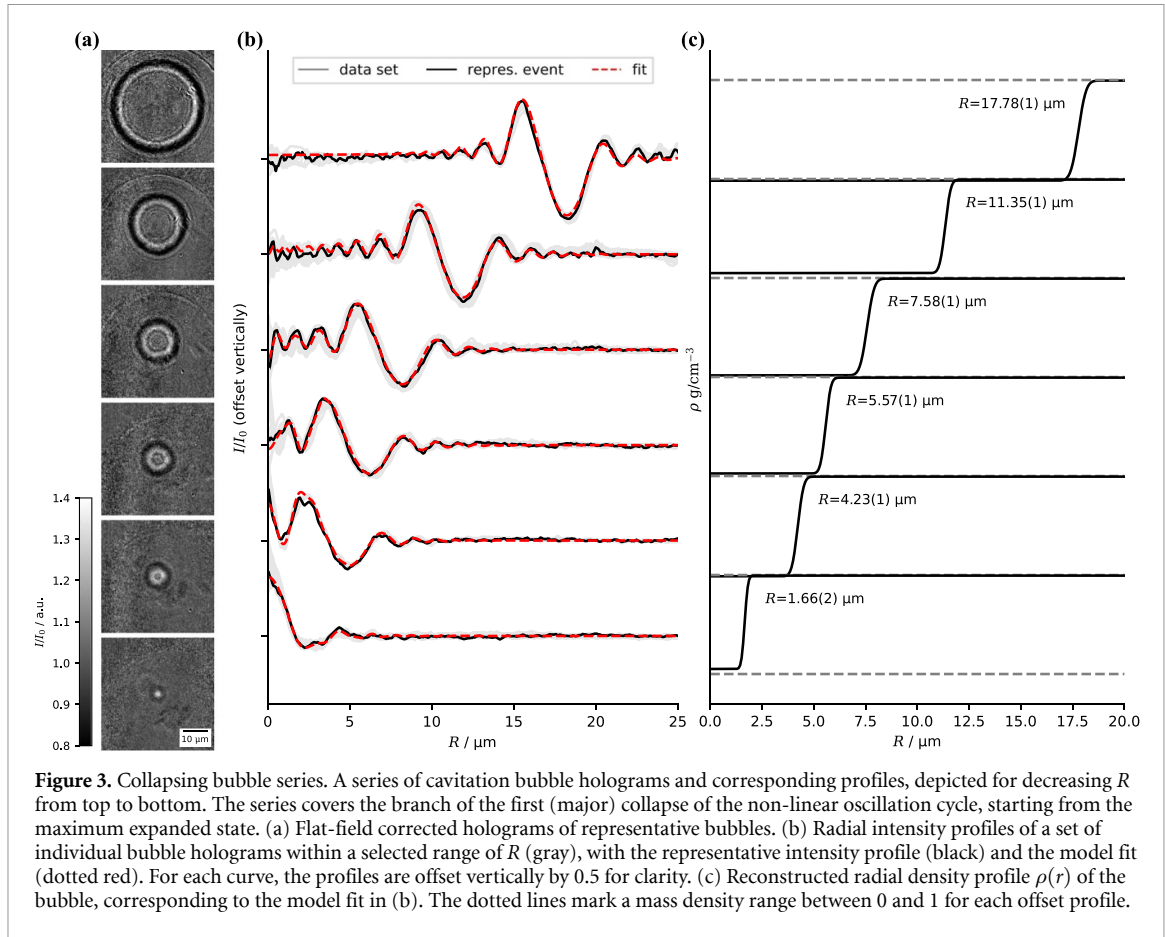 (a)
(b)
(c)
data set
repres. event
fit
R=17.78(1) µm
R=11.35(1) µm
R=7.58(1) µm
R=5.57(1) µm
R=4.23(1) µm
R=1.66(2) µm
I/I₀ (offset vertically)
ρ g/cm⁻³
I/I₀ / a.u.
1.4
1.3
1.2
1.1
1.0
0.9
0.8
10 µm
0 5 10 15 20 25
R / µm
0.0 2.5 5.0 7.5 10.0 12.5 15.0 17.5 20.0
R / µm
Figure 3. Collapsing bubble series. A series of cavitation bubble holograms and corresponding profiles, depicted for decreasing R
from top to bottom. The series covers the branch of the first (major) collapse of the non-linear oscillation cycle, starting from the
maximum expanded state. (a) Flat-field corrected holograms of representative bubbles. (b) Radial intensity profiles of a set of
individual bubble holograms within a selected range of R (gray), with the representative intensity profile (black) and the model fit
(dotted red). For each curve, the profiles are offset vertically by 0.5 for clarity. (c) Reconstructed radial density profile ρ(r) of the
bubble, corresponding to the model fit in (b). The dotted lines mark a mass density range between 0 and 1 for each offset profile.